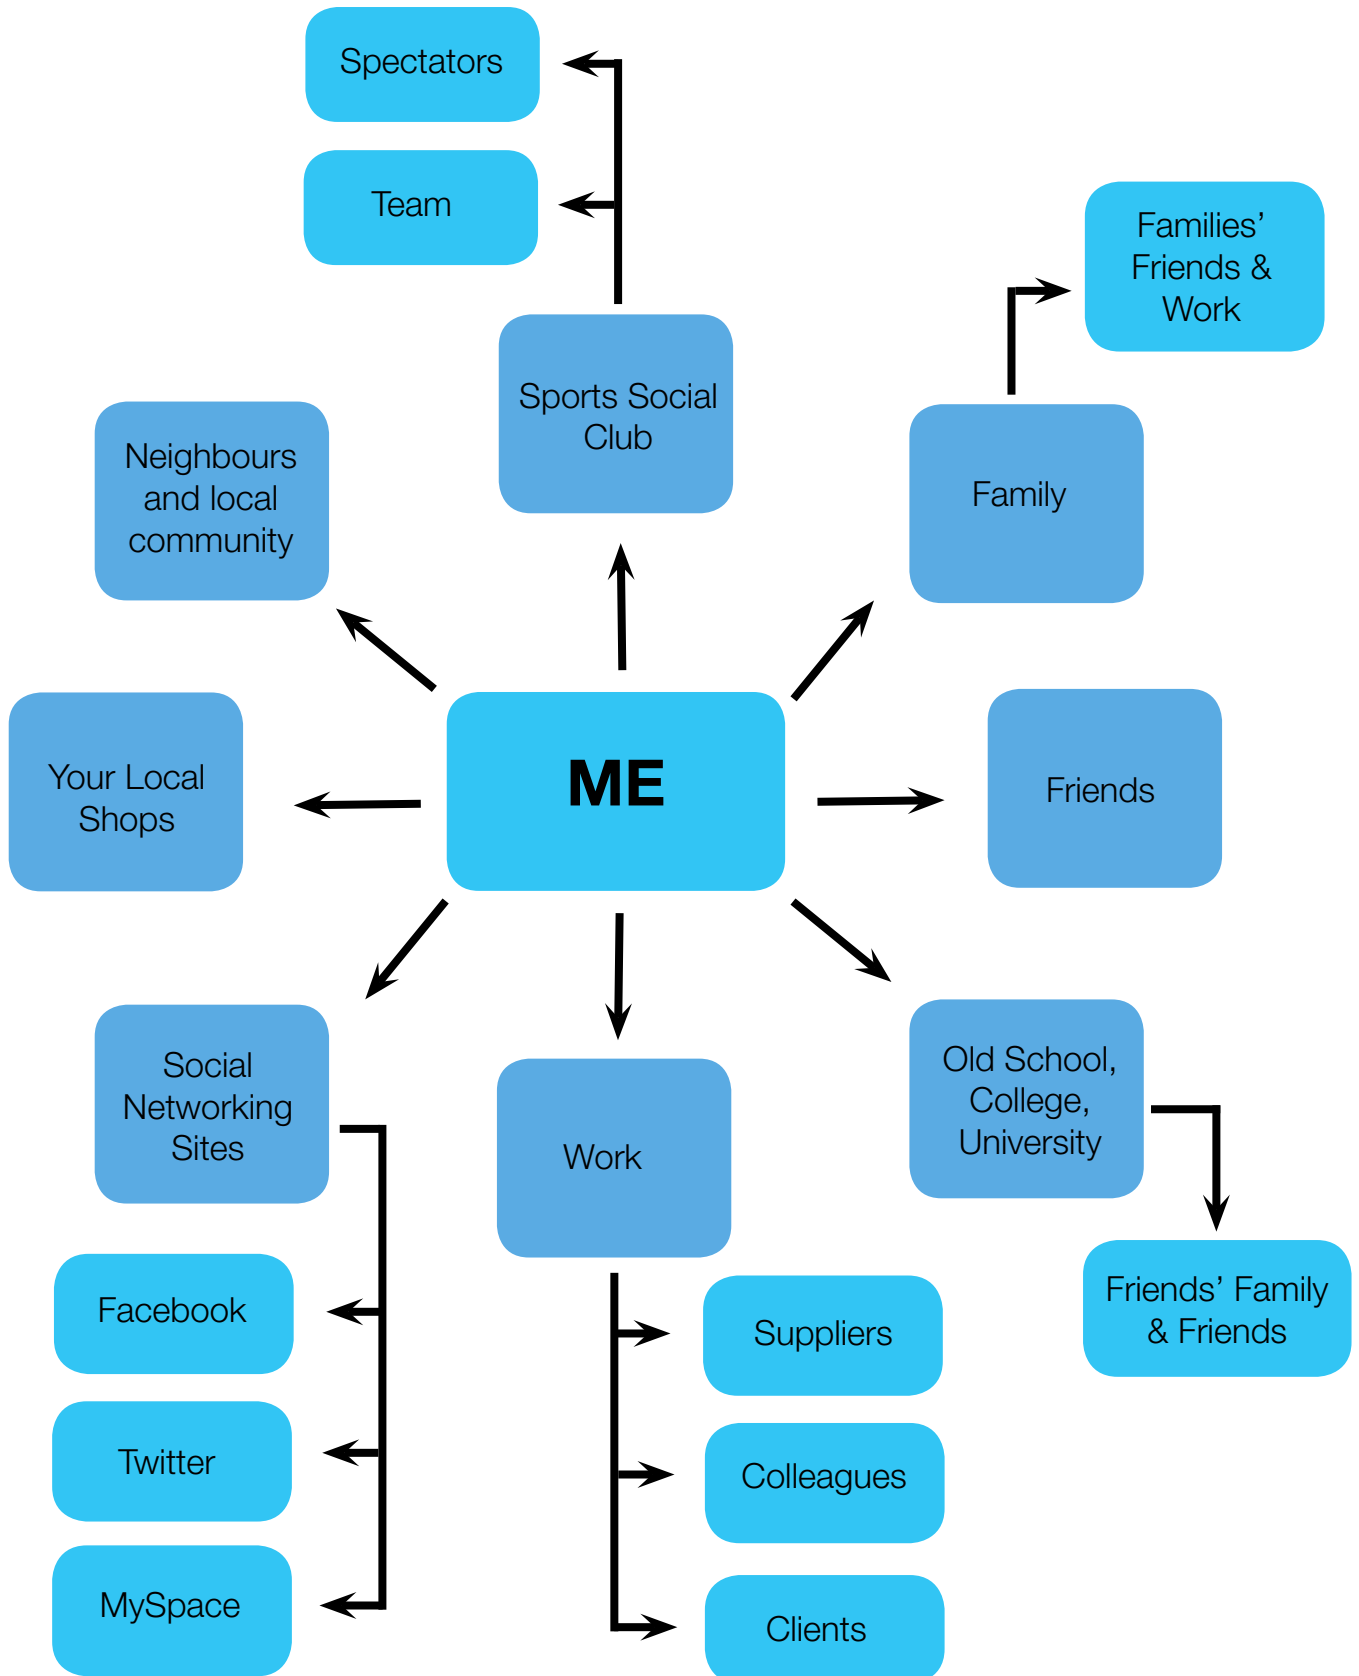 Spectators
Team
Families’
Friends &
Work
Sports Social
Club
Neighbours
and local
community
Family
Your Local
Shops
ME
Friends
Social
Networking
Sites
Work
Old School,
College,
University
Facebook
Twitter
MySpace
Suppliers
Colleagues
Clients
Friends’ Family
& Friends